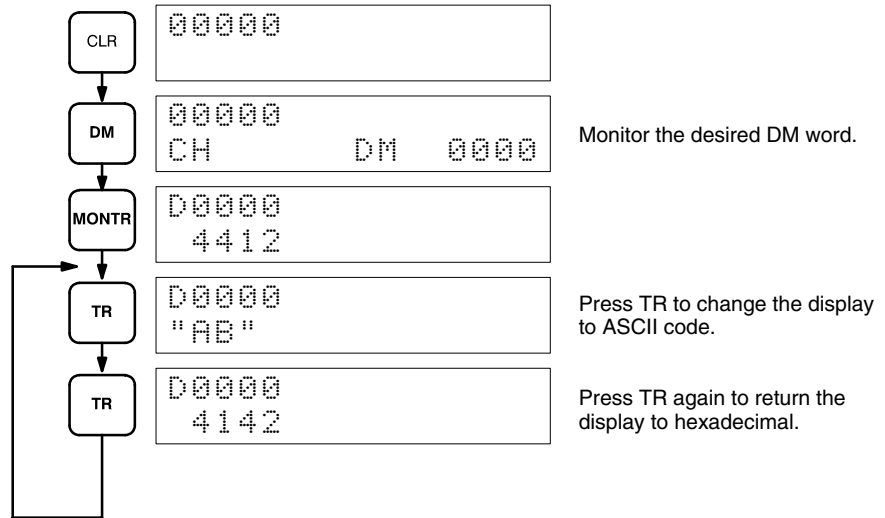 CLR
00000
DM
00000
CH DM 0000
Monitor the desired DM word.
MONTR
D0000
4412
TR
D0000
"AB"
Press TR to change the display
to ASCII code.
TR
D0000
4142
Press TR again to return the
display to hexadecimal.